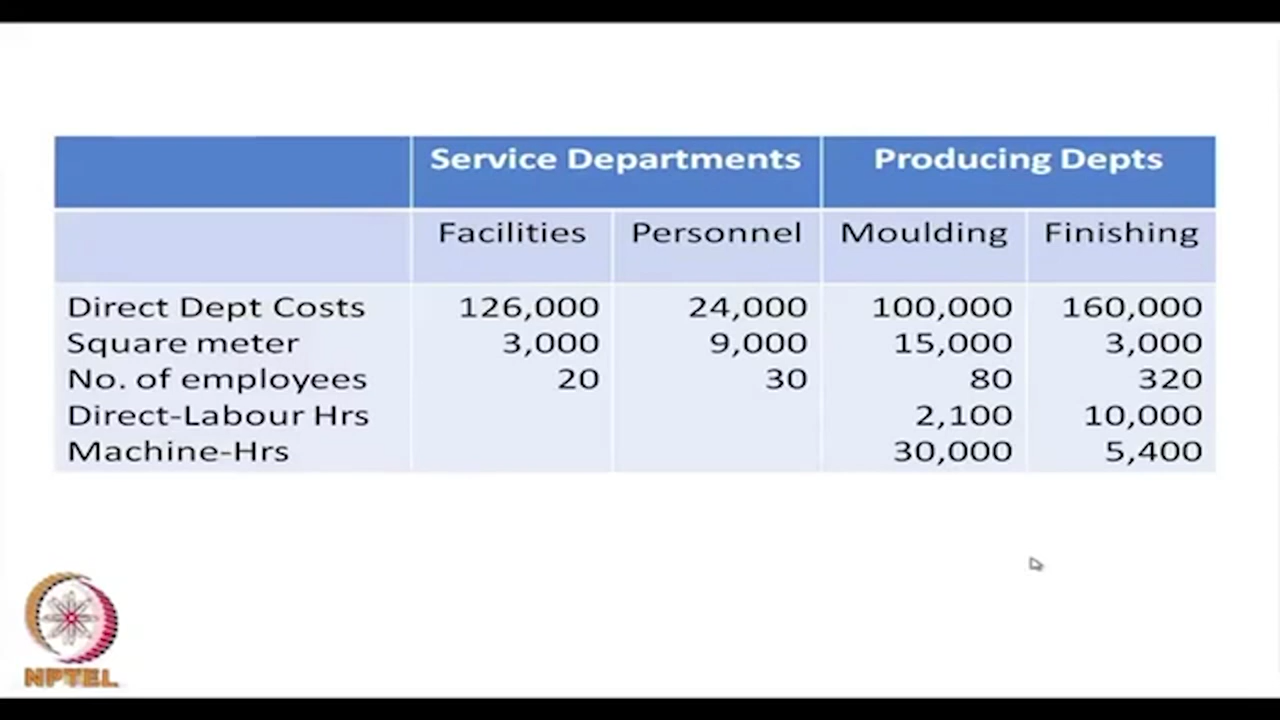 Service Departments Producing Depts
Facilities Personnel Moulding Finishing
Direct Dept Costs 126,000 24,000 100,000 160,000
Square meter 3,000 9,000 15,000 3,000
No. of employees 20 30 80 320
Direct-Labour Hrs 2,100 10,000
Machine-Hrs 30,000 5,400
NPTEL